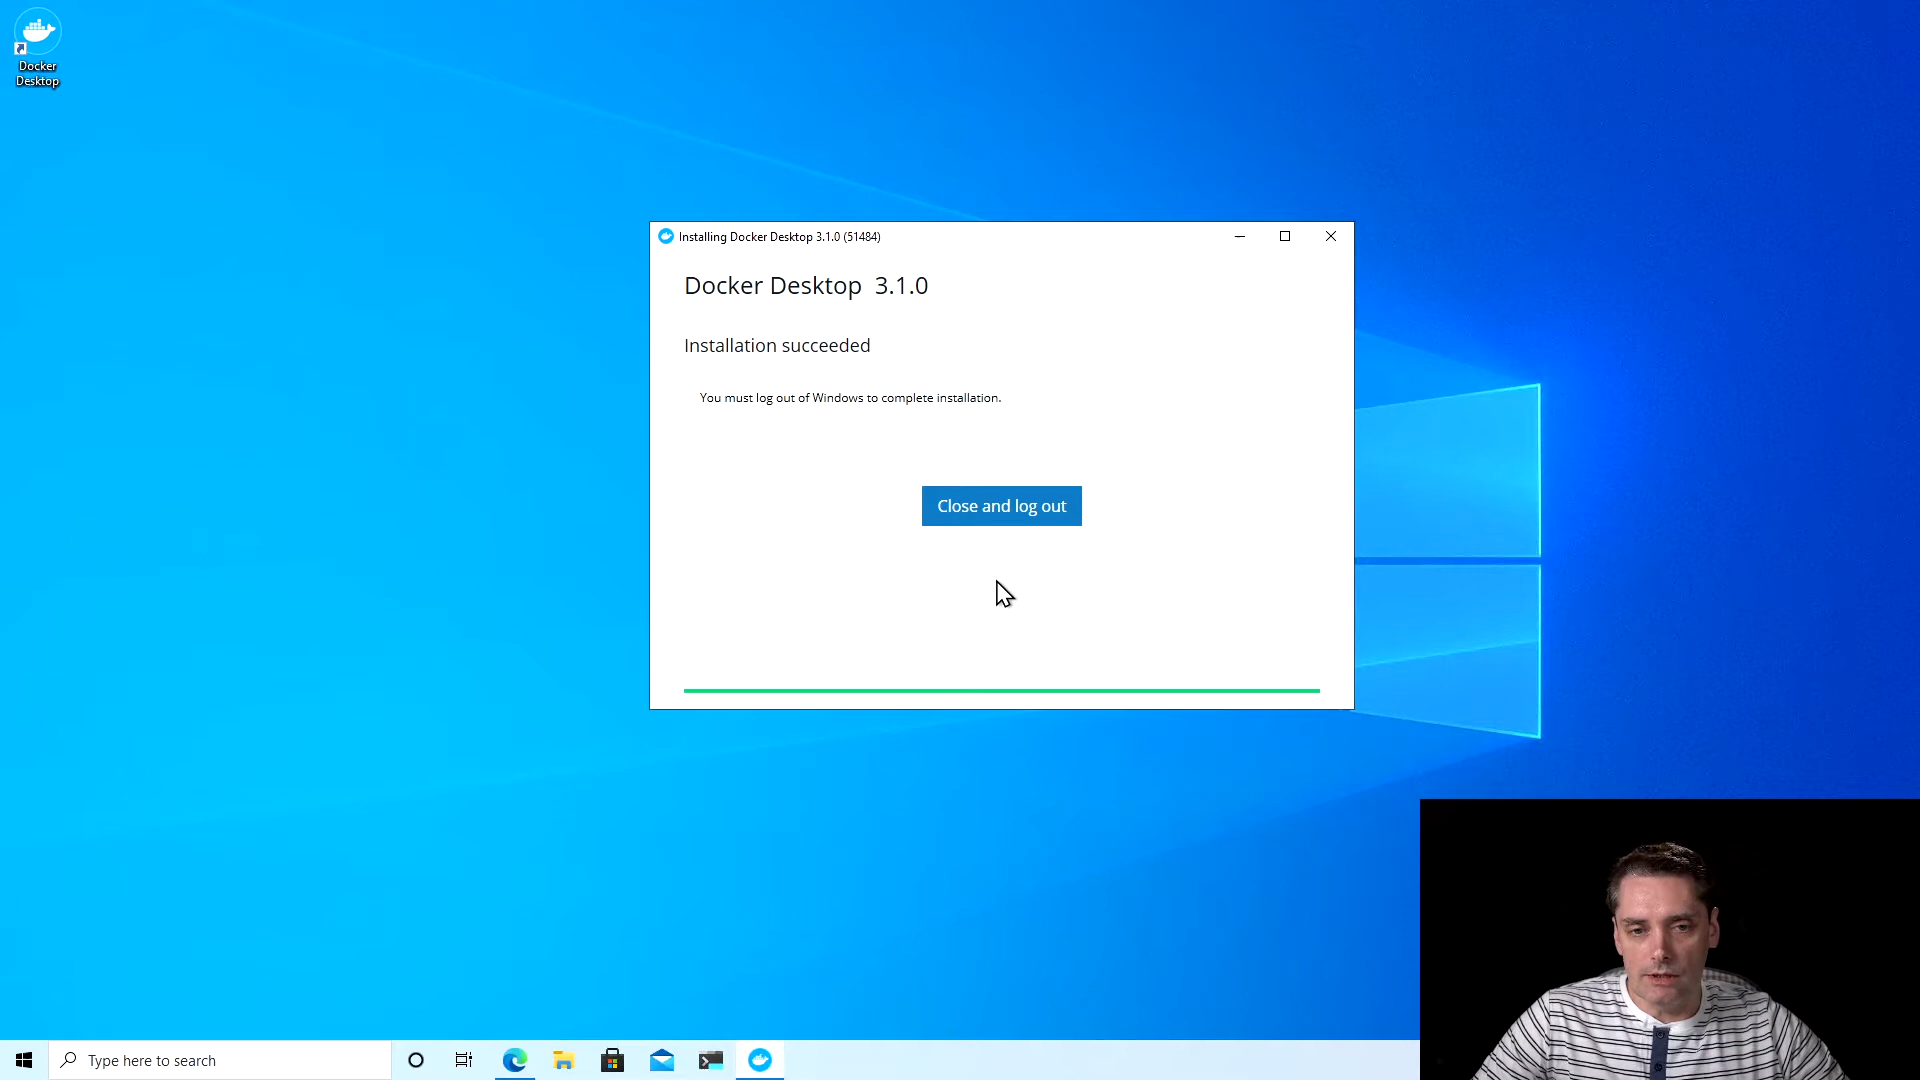 Docker
Desktop
Installing Docker Desktop 3.1.0 (51484)
Docker Desktop 3.1.0
Installation succeeded
You must log out of Windows to complete installation.
Close and log out
Type here to search